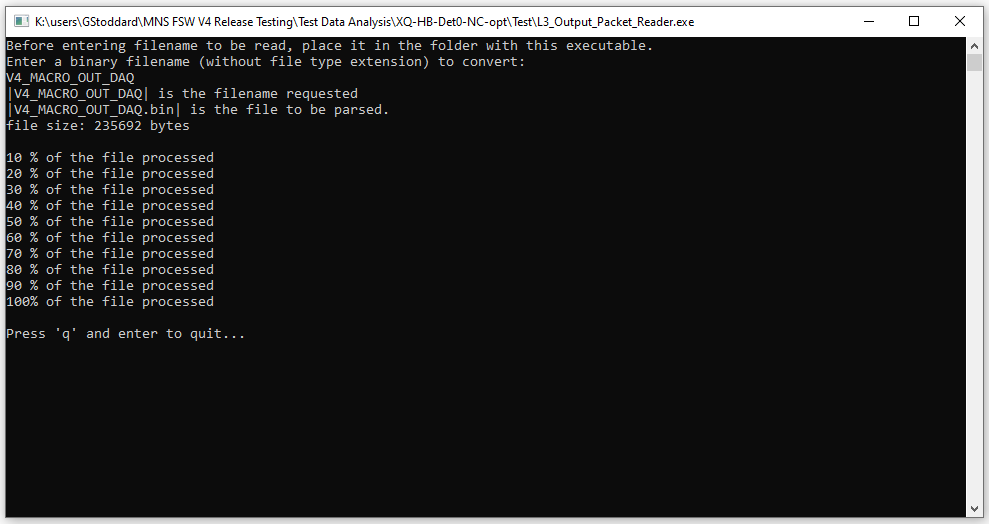 K:\users\GStoddard\MNS FSW V4 Release Testing\Test Data Analysis\XQ-HB-Det0-NC-opt\Test\L3_Output_Packet_Reader.exe
Before entering filename to be read, place it in the folder with this executable.
Enter a binary filename (without file type extension) to convert:
V4_MACRO_OUT_DAQ
|V4_MACRO_OUT_DAQ| is the filename requested
|V4_MACRO_OUT_DAQ.bin| is the file to be parsed.
file size: 235692 bytes
10 % of the file processed
20 % of the file processed
30 % of the file processed
40 % of the file processed
50 % of the file processed
60 % of the file processed
70 % of the file processed
80 % of the file processed
90 % of the file processed
100% of the file processed
Press 'q' and enter to quit...